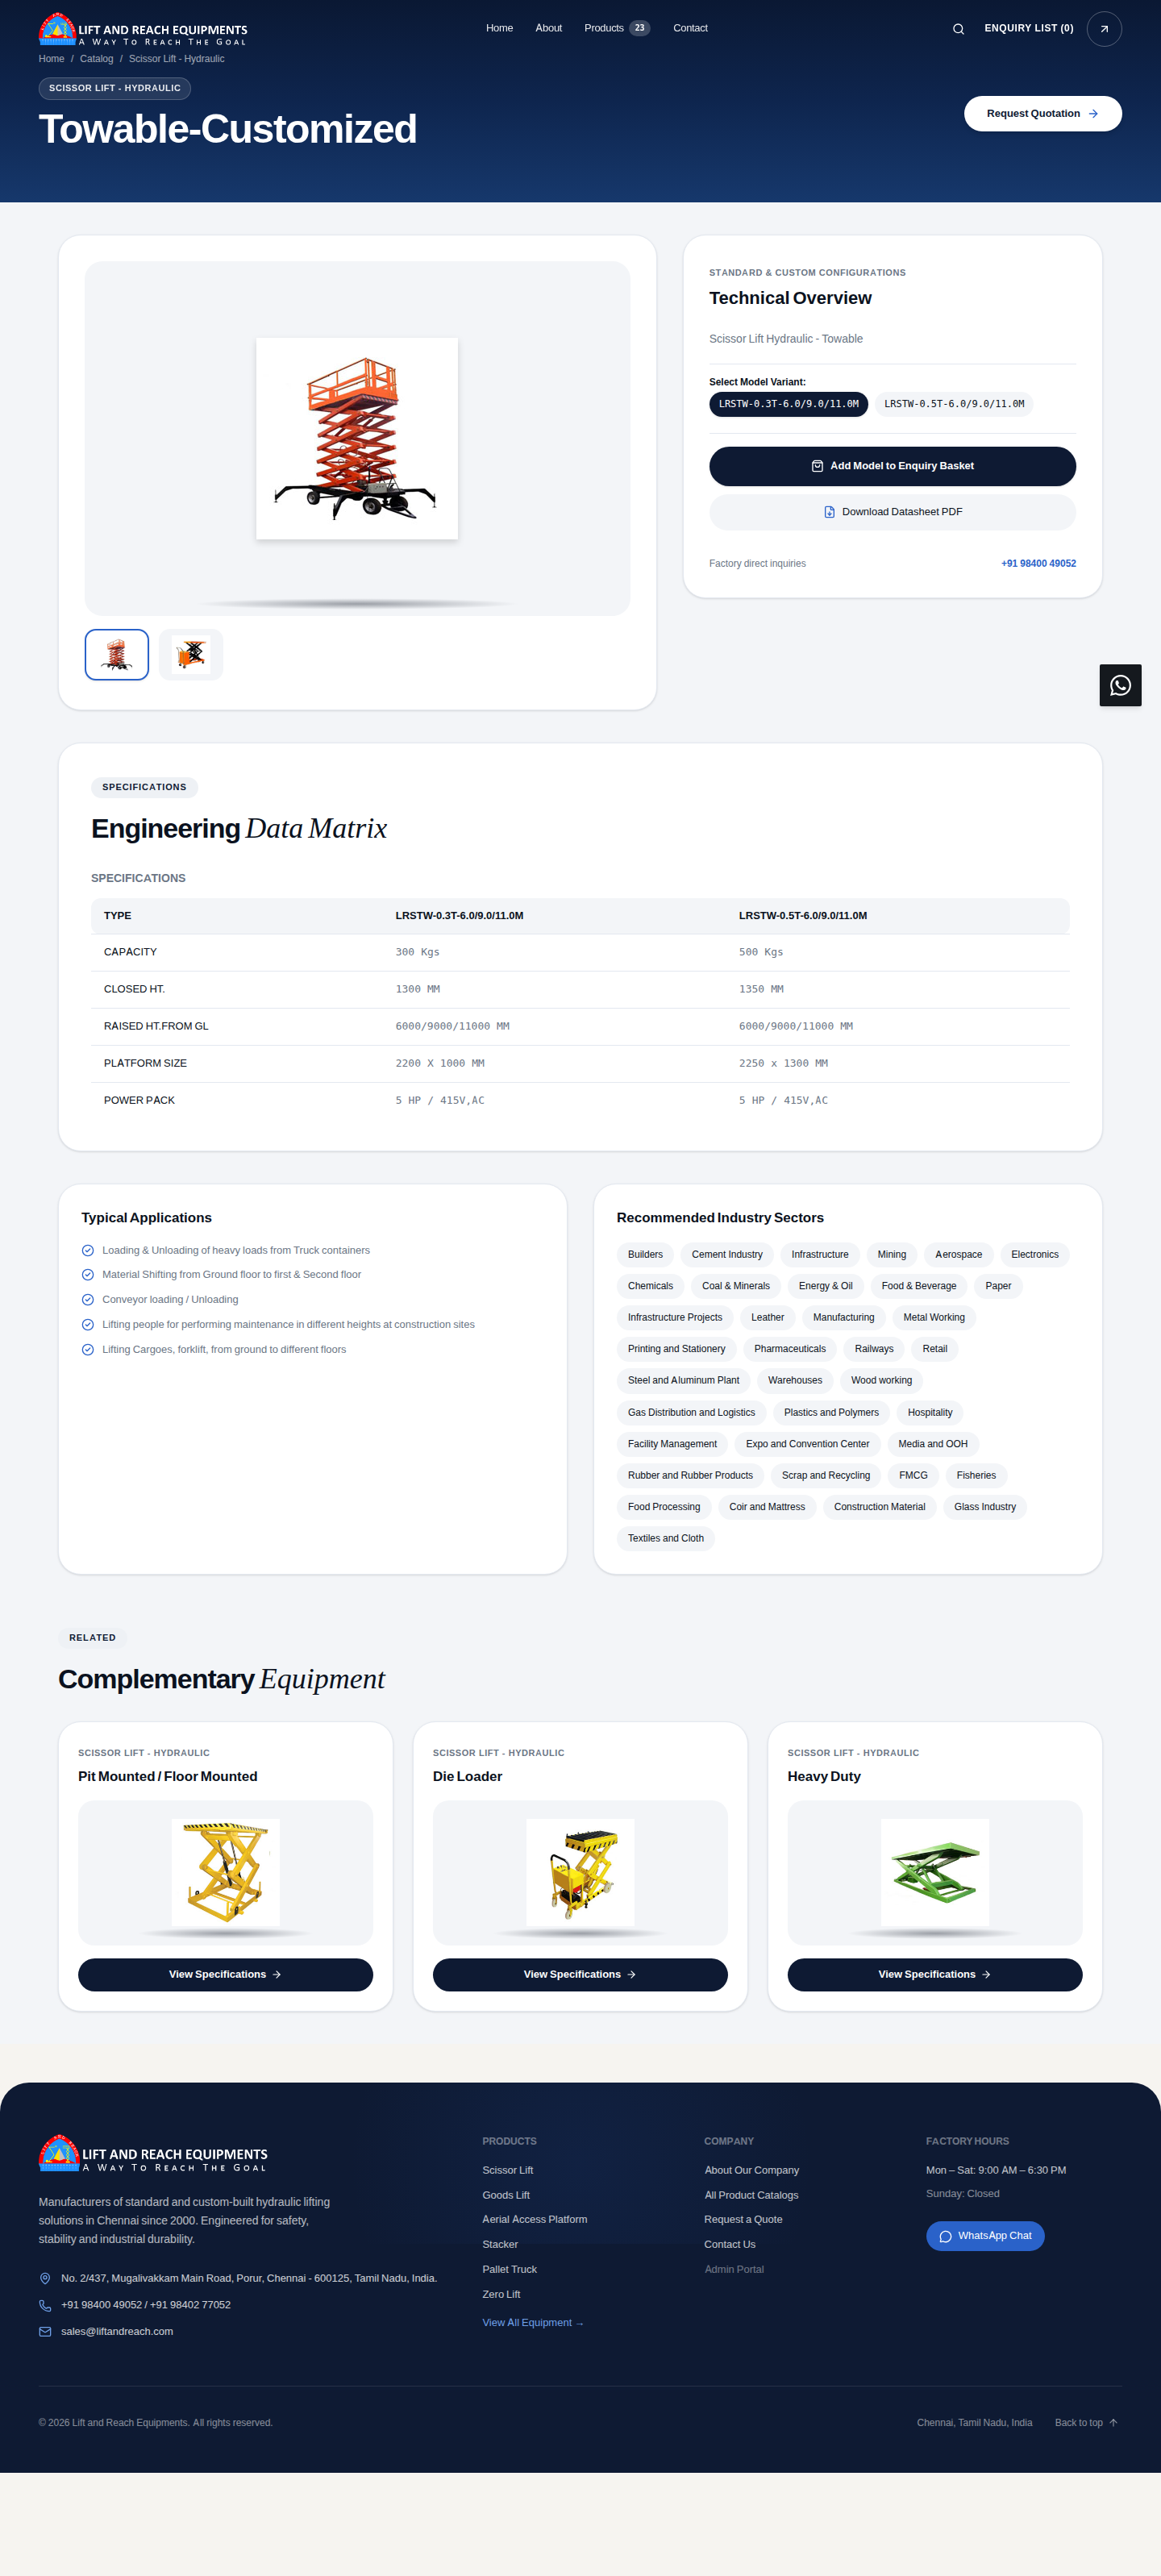 LIFT AND REACH EQUIPMENTS
A WAY TO REACH THE GOAL
Home
About
Products 23
Contact
ENQUIRY LIST (0)
Home / Catalog / Scissor Lift - Hydraulic
SCISSOR LIFT - HYDRAULIC
Towable-Customized
Request Quotation
STANDARD & CUSTOM CONFIGURATIONS
Technical Overview
Scissor Lift Hydraulic - Towable
Select Model Variant:
LRSTW-0.3T-6.0/9.0/11.0M
LRSTW-0.5T-6.0/9.0/11.0M
Add Model to Enquiry Basket
Download Datasheet PDF
Factory direct inquiries
+91 98400 49052
SPECIFICATIONS
Engineering Data Matrix
SPECIFICATIONS
TYPE LRSTW-0.3T-6.0/9.0/11.0M LRSTW-0.5T-6.0/9.0/11.0M
CAPACITY 300 Kgs 500 Kgs
CLOSED HT. 1300 MM 1350 MM
RAISED HT.FROM GL 6000/9000/11000 MM 6000/9000/11000 MM
PLATFORM SIZE 2200 X 1000 MM 2250 x 1300 MM
POWER PACK 5 HP / 415V,AC 5 HP / 415V,AC
Typical Applications
Loading & Unloading of heavy loads from Truck containers
Material Shifting from Ground floor to first & Second floor
Conveyor loading / Unloading
Lifting people for performing maintenance in different heights at construction sites
Lifting Cargoes, forklift, from ground to different floors
Recommended Industry Sectors
Builders Cement Industry Infrastructure Mining Aerospace Electronics
Chemicals Coal & Minerals Energy & Oil Food & Beverage Paper
Infrastructure Projects Leather Manufacturing Metal Working
Printing and Stationery Pharmaceuticals Railways Retail
Steel and Aluminum Plant Warehouses Wood working
Gas Distribution and Logistics Plastics and Polymers Hospitality
Facility Management Expo and Convention Center Media and OOH
Rubber and Rubber Products Scrap and Recycling FMCG Fisheries
Food Processing Coir and Mattress Construction Material Glass Industry
Textiles and Cloth
RELATED
Complementary Equipment
SCISSOR LIFT - HYDRAULIC
Pit Mounted / Floor Mounted
View Specifications
SCISSOR LIFT - HYDRAULIC
Die Loader
View Specifications
SCISSOR LIFT - HYDRAULIC
Heavy Duty
View Specifications
LIFT AND REACH EQUIPMENTS
A WAY TO REACH THE GOAL
Manufacturers of standard and custom-built hydraulic lifting
solutions in Chennai since 2000. Engineered for safety,
stability and industrial durability.
No. 2/437, Mugalivakkam Main Road, Porur, Chennai - 600125, Tamil Nadu, India.
+91 98400 49052 / +91 98402 77052
sales@liftandreach.com
PRODUCTS
Scissor Lift
Goods Lift
Aerial Access Platform
Stacker
Pallet Truck
Zero Lift
View All Equipment →
COMPANY
About Our Company
All Product Catalogs
Request a Quote
Contact Us
Admin Portal
FACTORY HOURS
Mon – Sat: 9:00 AM – 6:30 PM
Sunday: Closed
WhatsApp Chat
© 2026 Lift and Reach Equipments. All rights reserved.
Chennai, Tamil Nadu, India
Back to top